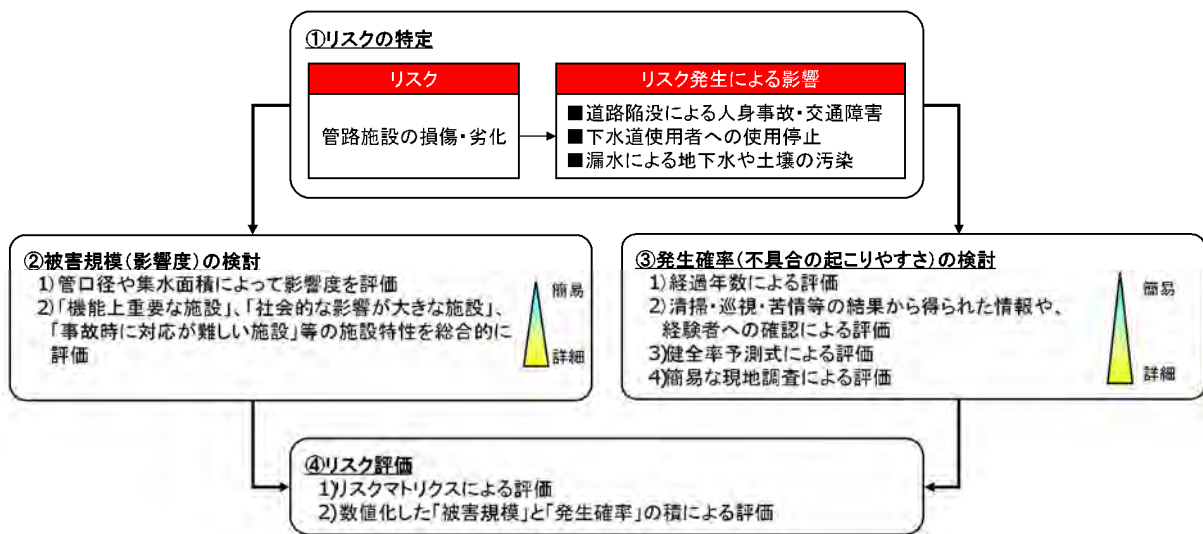 ①リスクの特定
リスク
管路施設の損傷・劣化
リスク発生による影響
■道路陥没による人身事故・交通障害
■下水道使用者への使用停止
■漏水による地下水や土壌の汚染
②被害規模(影響度)の検討
1)管口径や集水面積によって影響度を評価
2)「機能上重要な施設」、「社会的な影響が大きな施設」、
「事故時に対応が難しい施設」等の施設特性を総合的に
評価
簡易
詳細
③発生確率(不具合の起こりやすさ)の検討
1)経過年数による評価
2)清掃・巡視・苦情等の結果から得られた情報や、
経験者への確認による評価
3)健全率予測式による評価
4)簡易な現地調査による評価
簡易
詳細
④リスク評価
1)リスクマトリクスによる評価
2)数値化した「被害規模」と「発生確率」の積による評価